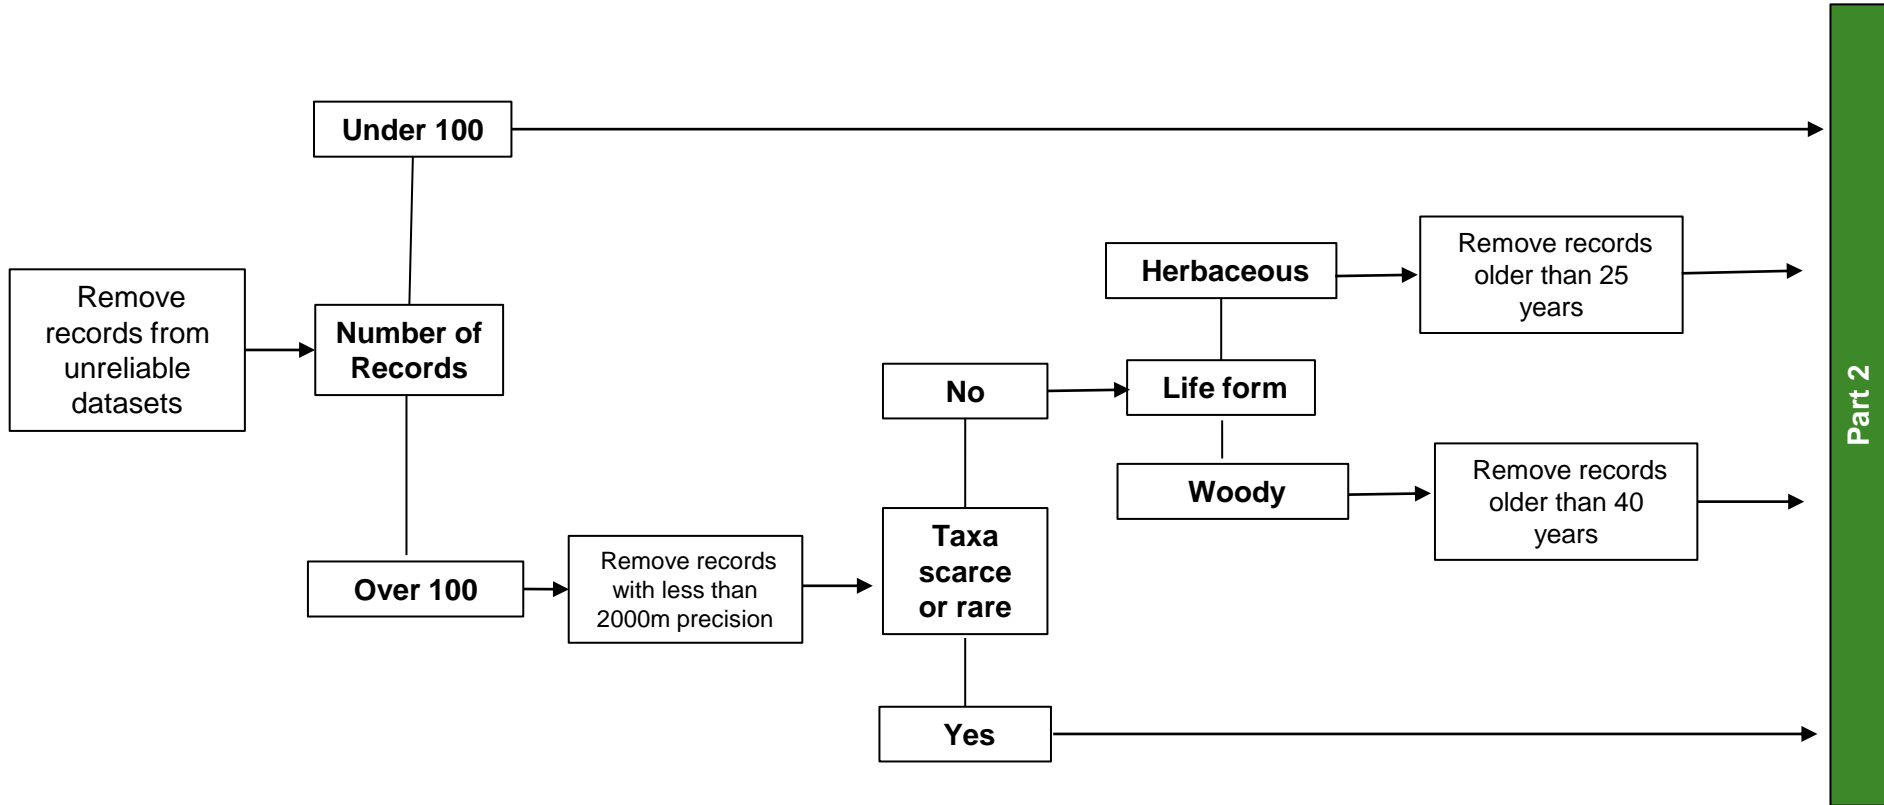 Under 100
Remove
records from
unreliable
datasets
Number of
Records
Over 100
Remove records
with less than
2000m precision
No
Taxa
scarce
or rare
Yes
Herbaceous
Life form
Woody
Remove records
older than 25
years
Remove records
older than 40
years
Part 2